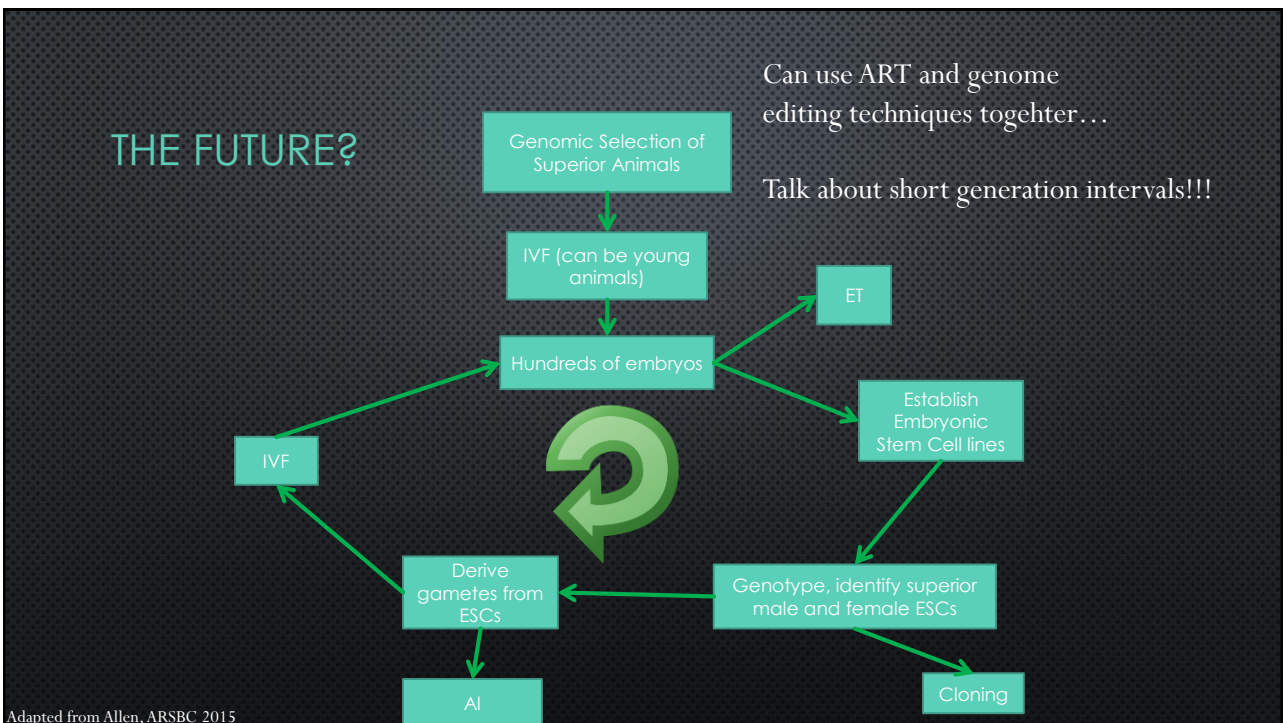 THE FUTURE?
Can use ART and genome
editing techniques togehter…
Talk about short generation intervals!!!
Genomic Selection of
Superior Animals
IVF (can be young
animals)
ET
Hundreds of embryos
Establish
Embryonic
Stem Cell lines
IVF
Derive
gametes from
ESCs
Genotype, identify superior
male and female ESCs
AI
Cloning
Adapted from Allen, ARSBC 2015